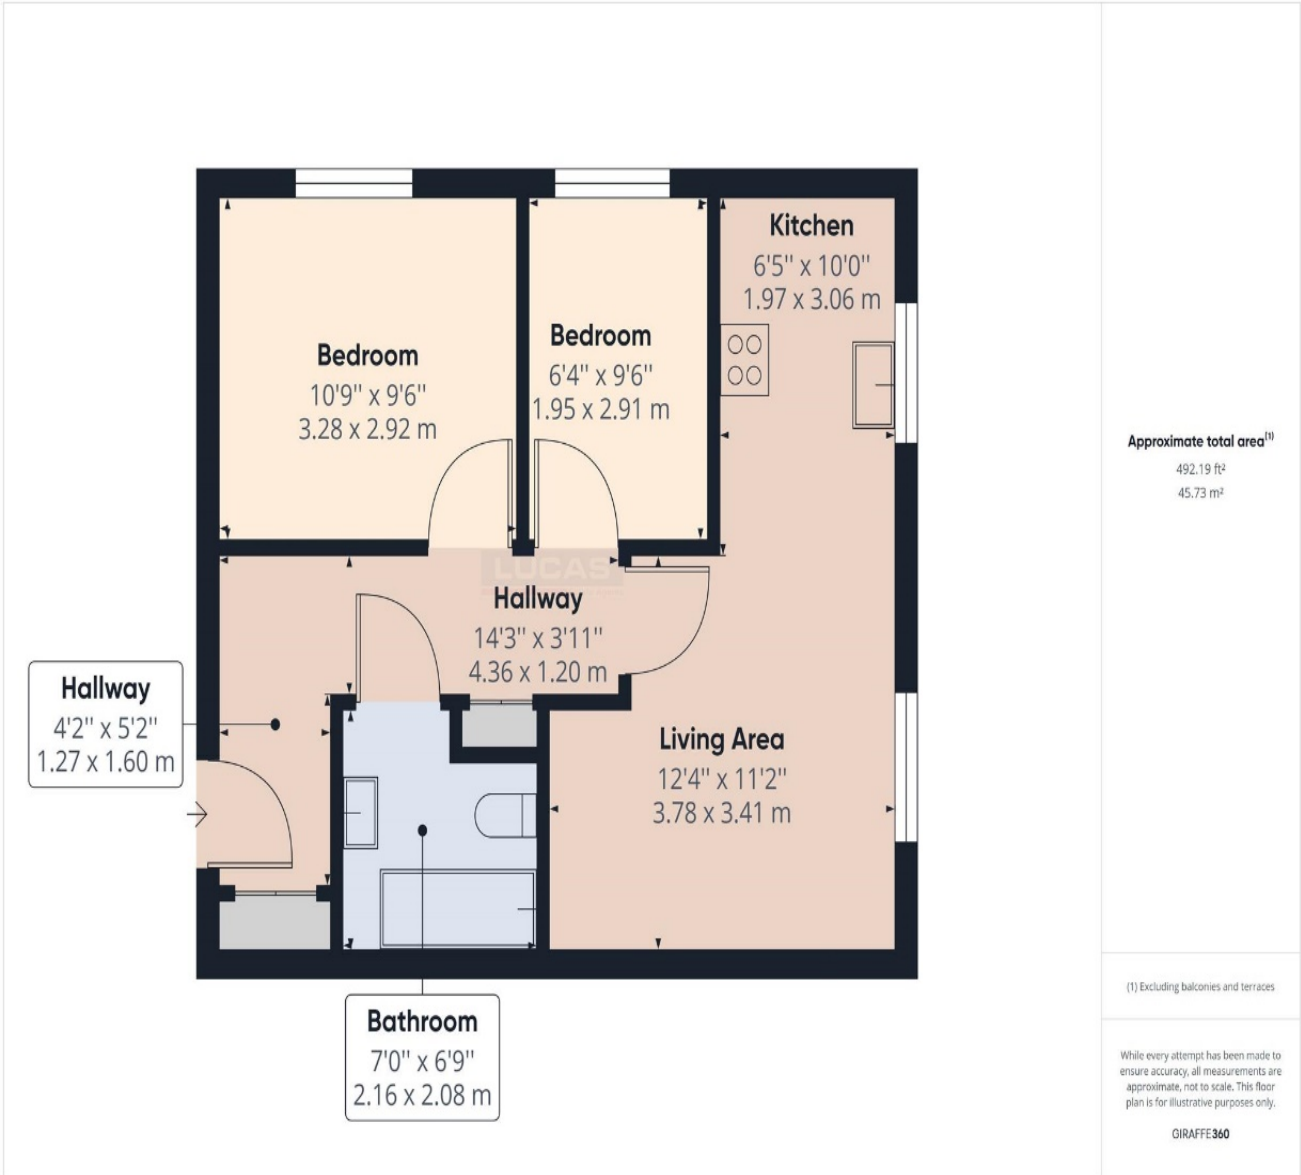 Kitchen
6'5" x 10'0"
1.97 x 3.06 m
Bedroom
10'9" x 9'6"
3.28 x 2.92 m
Bedroom
6'4" x 9'6"
1.95 x 2.91 m
LUCAS
Hallway
14'3" x 3'11"
4.36 x 1.20 m
Hallway
4'2" x 5'2"
1.27 x 1.60 m
Living Area
12'4" x 11'2"
3.78 x 3.41 m
Bathroom
7'0" x 6'9"
2.16 x 2.08 m
Approximate total area(1)
492.19 ft²
45.73 m²
(1) Excluding balconies and terraces
While every attempt has been made to
ensure accuracy, all measurements are
approximate, not to scale. This floor
plan is for illustrative purposes only.
GIRAFFE360